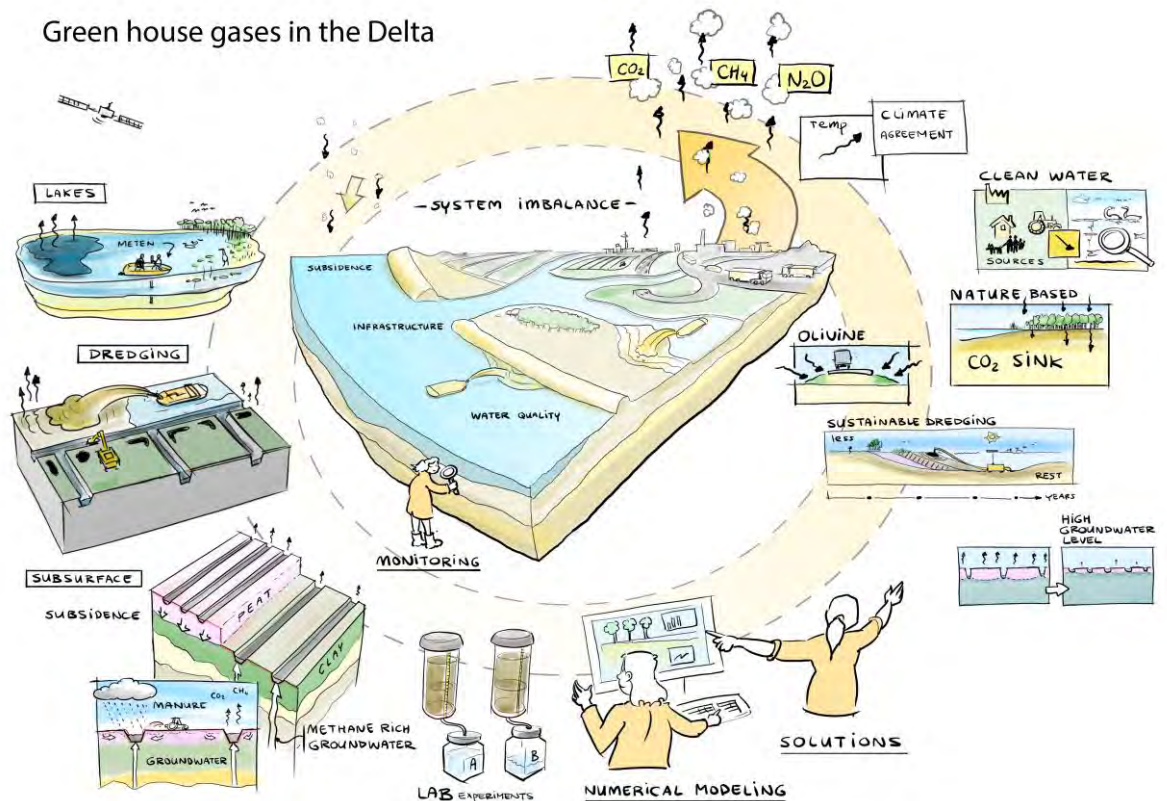 Green house gases in the Delta
CO2
CH4
N2O
Temp
CLIMATE
AGREEMENT
LAKES
METEN
-SYSTEM IMBALANCE-
SUBSIDENCE
INFRASTRUCTURE
WATER QUALITY
CLEAN WATER
SOURCES
NATURE BASED
CO2 SINK
OLIVINE
DREDGING
SUSTAINABLE DREDGING
REST
YEARS
MONITORING
HIGH
GROUNDWATER
LEVEL
SUBSURFACE
SUBSIDENCE
PEAT
CLAY
CO2 CH4
MANURE
GROUNDWATER
METHANE RICH
GROUNDWATER
A
B
LAB EXPERIMENTS
NUMERICAL MODELING
SOLUTIONS